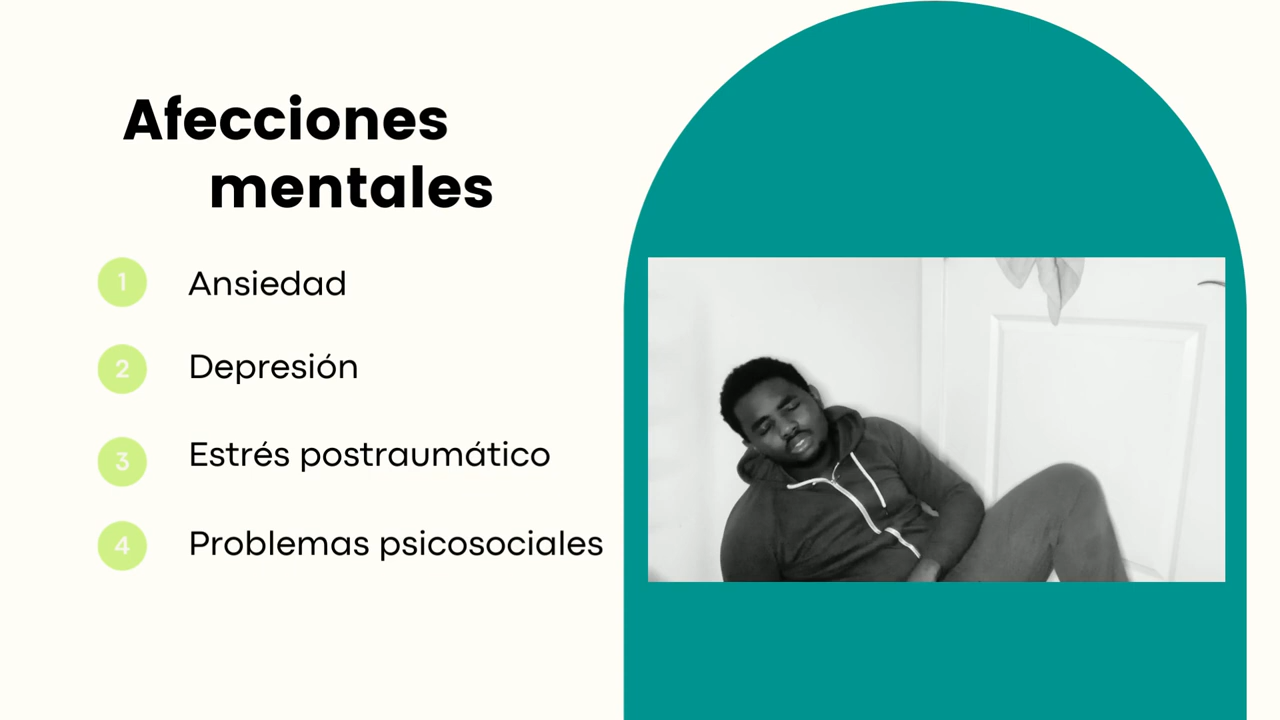 Afecciones
mentales
1 Ansiedad
2 Depresión
3 Estrés postraumático
4 Problemas psicosociales